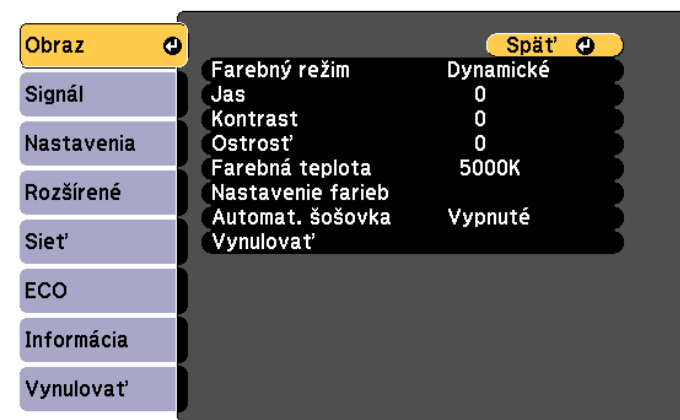 Obraz
Signál
Nastavenia
Rozšírené
Sieť
ECO
Informácia
Vynulovať
Späť
Farebný režim Dynamické
Jas 0
Kontrast 0
Ostrosť 0
Farebná teplota 5000K
Nastavenie farieb
Automat. šošovka Vypnuté
Vynulovať